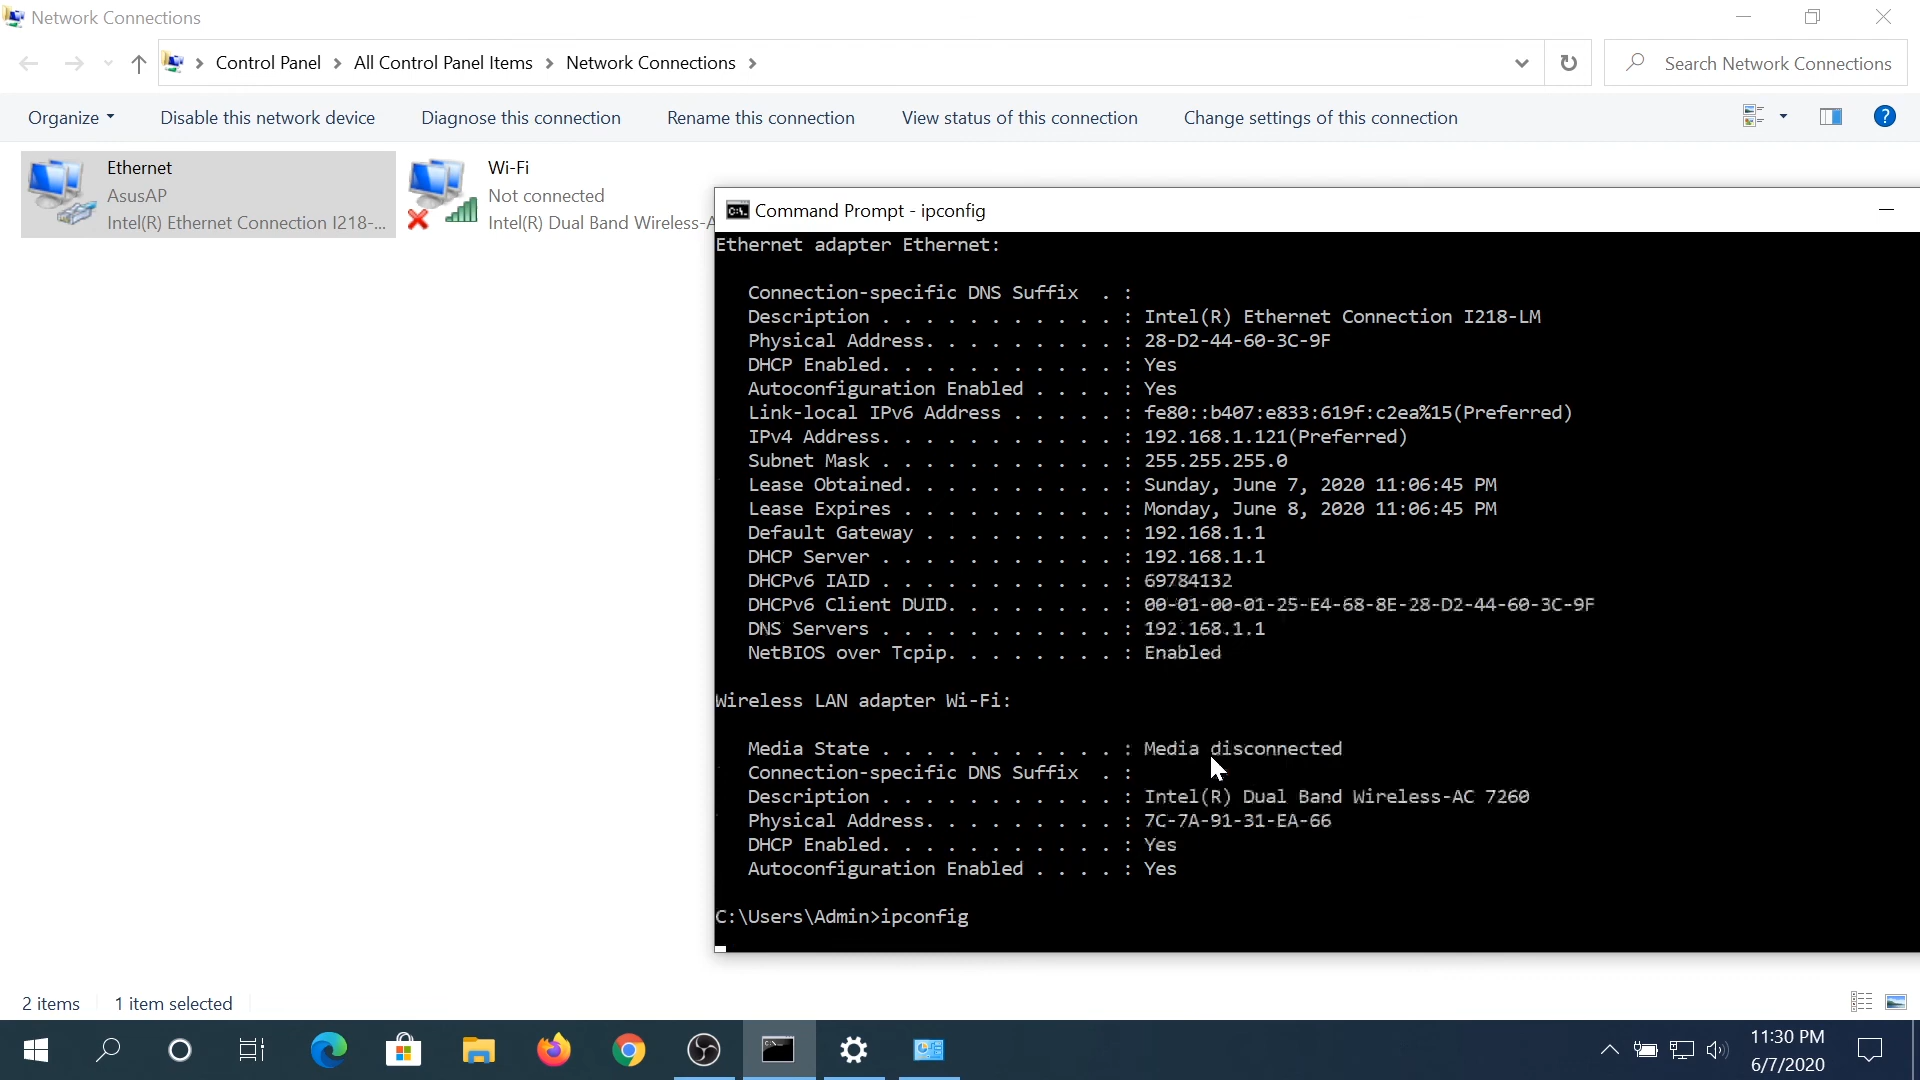 Network Connections
Control Panel > All Control Panel Items > Network Connections >
Search Network Connections
Organize
Disable this network device
Diagnose this connection
Rename this connection
View status of this connection
Change settings of this connection
Ethernet
AsusAP
Intel(R) Ethernet Connection I218-...
Wi-Fi
Not connected
Intel(R) Dual Band Wireless-A
Command Prompt - ipconfig
Ethernet adapter Ethernet:
Connection-specific DNS Suffix . :
Description . . . . . . . . . . . : Intel(R) Ethernet Connection I218-LM
Physical Address. . . . . . . . . : 28-D2-44-60-3C-9F
DHCP Enabled. . . . . . . . . . . : Yes
Autoconfiguration Enabled . . . . : Yes
Link-local IPv6 Address . . . . . : fe80::b407:e833:619f:c2ea%15(Preferred)
IPv4 Address. . . . . . . . . . . : 192.168.1.121(Preferred)
Subnet Mask . . . . . . . . . . . : 255.255.255.0
Lease Obtained. . . . . . . . . . : Sunday, June 7, 2020 11:06:45 PM
Lease Expires . . . . . . . . . . : Monday, June 8, 2020 11:06:45 PM
Default Gateway . . . . . . . . . : 192.168.1.1
DHCP Server . . . . . . . . . . . : 192.168.1.1
DHCPv6 IAID . . . . . . . . . . . : 69784132
DHCPv6 Client DUID. . . . . . . . : 00-01-00-01-25-E4-68-8E-28-D2-44-60-3C-9F
DNS Servers . . . . . . . . . . . : 192.168.1.1
NetBIOS over Tcpip. . . . . . . . : Enabled
Wireless LAN adapter Wi-Fi:
Media State . . . . . . . . . . . : Media disconnected
Connection-specific DNS Suffix . :
Description . . . . . . . . . . . : Intel(R) Dual Band Wireless-AC 7260
Physical Address. . . . . . . . . : 7C-7A-91-31-EA-66
DHCP Enabled. . . . . . . . . . . : Yes
Autoconfiguration Enabled . . . . : Yes
C:\Users\Admin>ipconfig
2 items
1 item selected
11:30 PM
6/7/2020